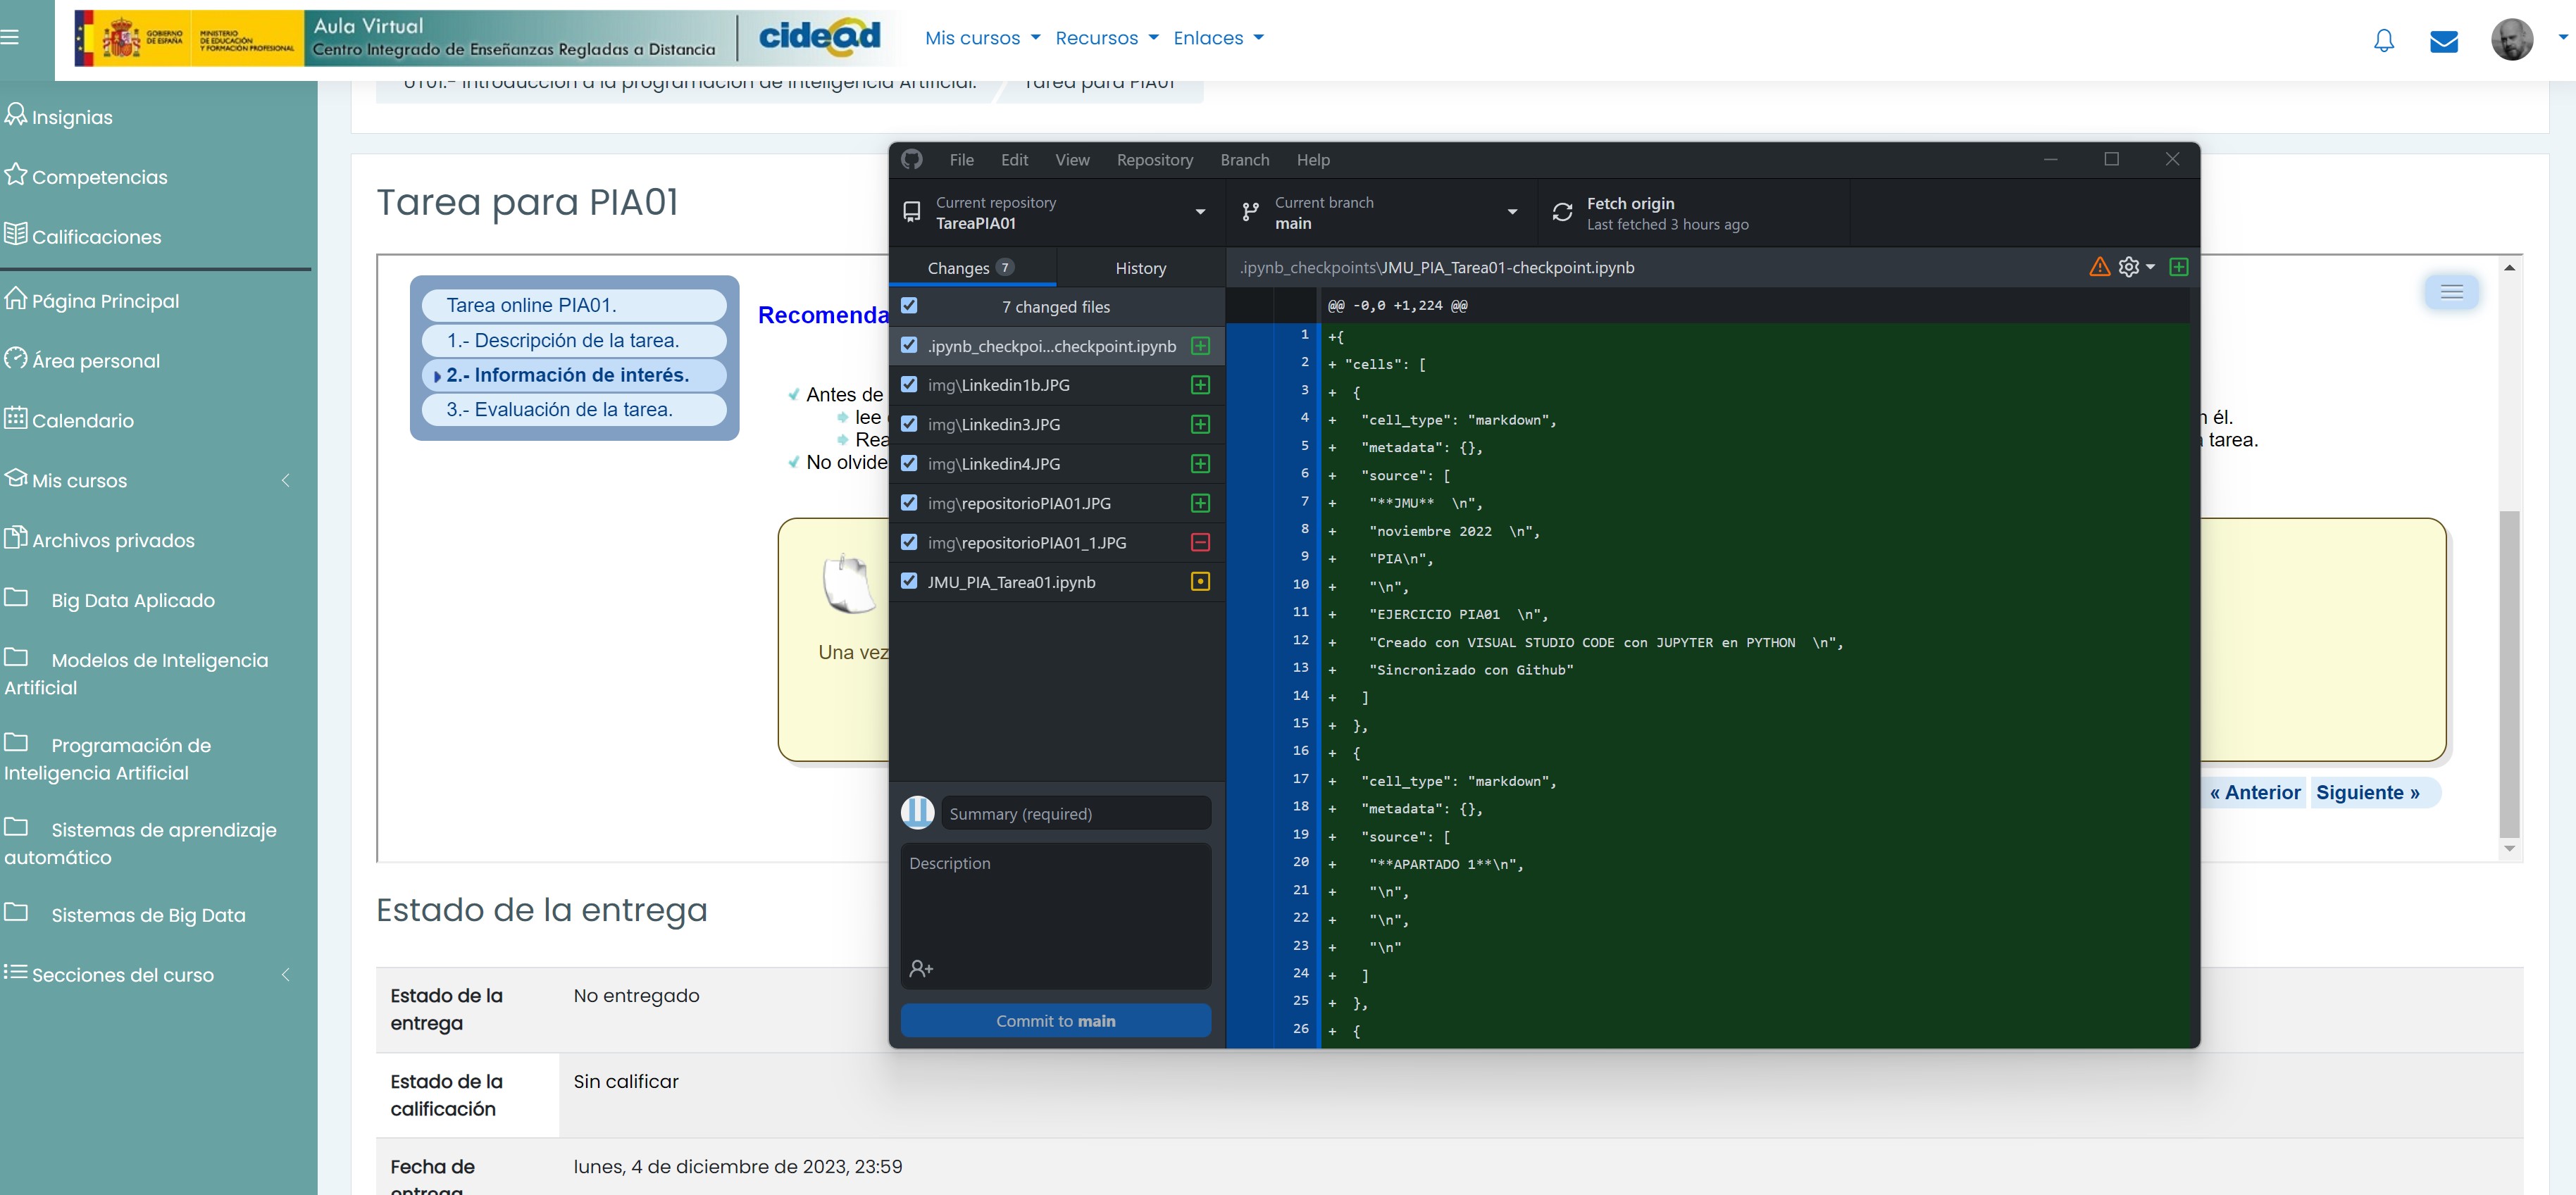 GOBIERNO
DE ESPAÑA
MINISTERIO
DE EDUCACIÓN
Y FORMACIÓN PROFESIONAL
Aula Virtual
Centro Integrado de Enseñanzas Regladas a Distancia
cidead
Mis cursos
Recursos
Enlaces
UT01.- Introducción a la programación de Inteligencia Artificial.
Tarea para PIA01
Insignias
Competencias
Calificaciones
Página Principal
Área personal
Calendario
Mis cursos
Archivos privados
Big Data Aplicado
Modelos de Inteligencia
Artificial
Programación de
Inteligencia Artificial
Sistemas de aprendizaje
automático
Sistemas de Big Data
Secciones del curso
Tarea para PIA01
Tarea online PIA01.
1.- Descripción de la tarea.
2.- Información de interés.
3.- Evaluación de la tarea.
Recomenda
Antes de
lee
Rea
No olvide
Una vez
n él.
tarea.
« Anterior
Siguiente »
File
Edit
View
Repository
Branch
Help
Current repository
TareaPIA01
Current branch
main
Fetch origin
Last fetched 3 hours ago
Changes 7
History
7 changed files
.ipynb_checkpoi...checkpoint.ipynb
img\Linkedin1b.JPG
img\Linkedin3.JPG
img\Linkedin4.JPG
img\repositorioPIA01.JPG
img\repositorioPIA01_1.JPG
JMU_PIA_Tarea01.ipynb
Summary (required)
Description
Commit to main
.ipynb_checkpoints\JMU_PIA_Tarea01-checkpoint.ipynb
@@ -0,0 +1,224 @@
1 +{
2 + "cells": [
3 + {
4 + "cell_type": "markdown",
5 + "metadata": {},
6 + "source": [
7 + "**JMU**  \n",
8 + "noviembre 2022  \n",
9 + "PIA\n",
10 + "\n",
11 + "EJERCICIO PIA01  \n",
12 + "Creado con VISUAL STUDIO CODE con JUPYTER en PYTHON  \n",
13 + "Sincronizado con Github"
14 + ]
15 + },
16 + {
17 + "cell_type": "markdown",
18 + "metadata": {},
19 + "source": [
20 + "**APARTADO 1**\n",
21 + "\n",
22 + "\n",
23 + "\n"
24 + ]
25 + },
26 + {
Estado de la entrega
Estado de la
entrega
No entregado
Estado de la
calificación
Sin calificar
Fecha de
entrega
lunes, 4 de diciembre de 2023, 23:59